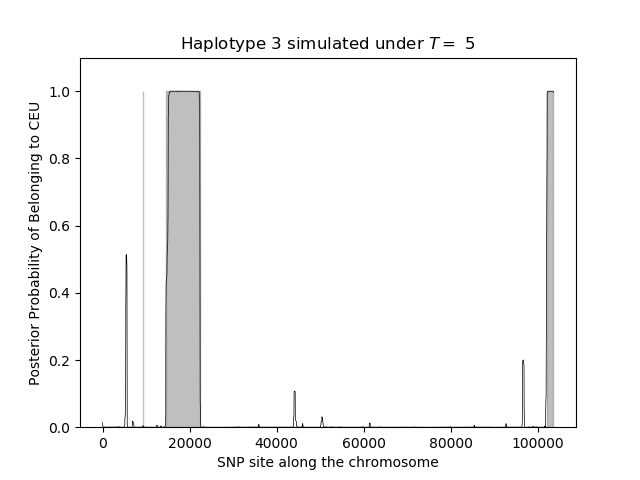 Haplotype 3 simulated under T = 5
Posterior Probability of Belonging to CEU
1.0
0.8
0.6
0.4
0.2
0.0
0 20000 40000 60000 80000 100000
SNP site along the chromosome